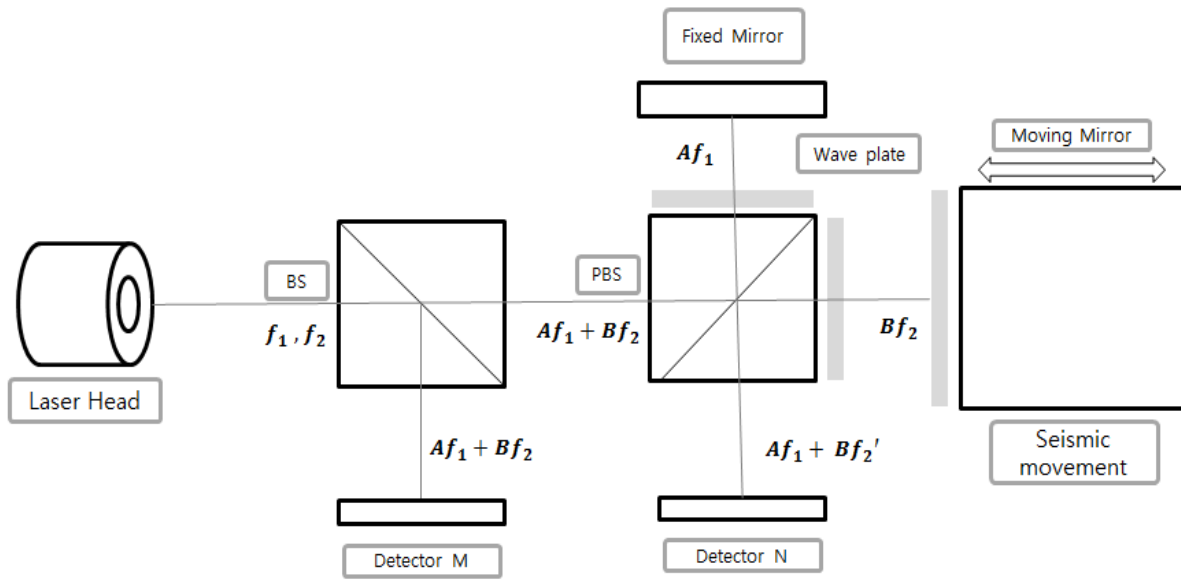 Fixed Mirror
Af₁
Wave plate
Moving Mirror
BS
f₁ , f₂
PBS
Af₁ + Bf₂
Bf₂
Laser Head
Af₁ + Bf₂
Af₁ + Bf₂'
Seismic
movement
Detector M
Detector N